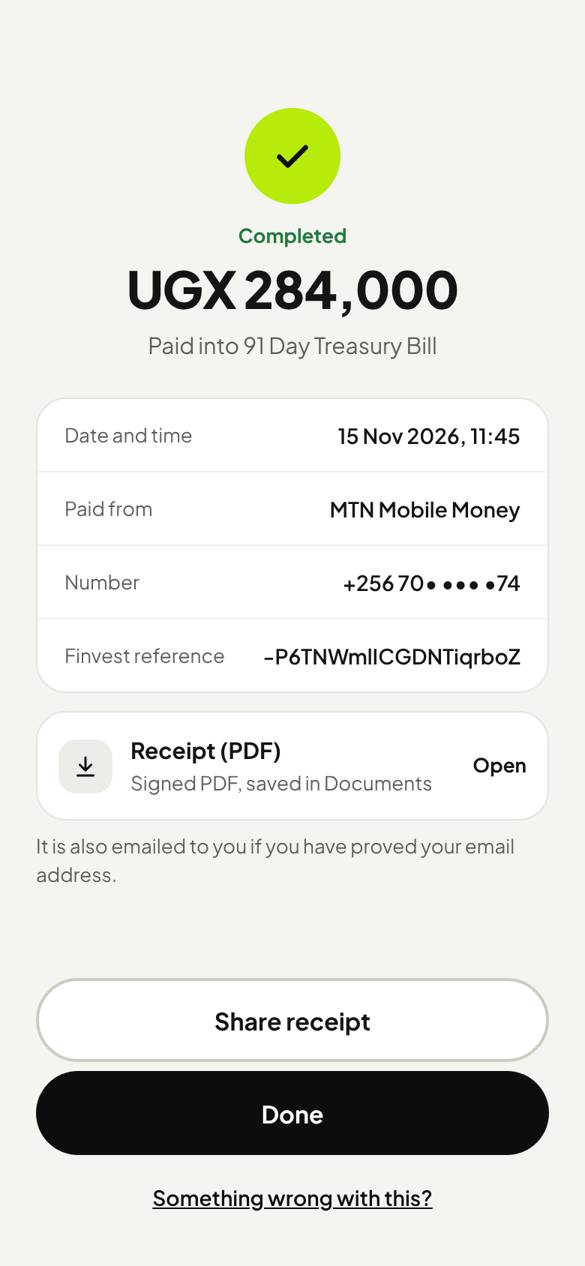 Completed
UGX 284,000
Paid into 91 Day Treasury Bill
Date and time 15 Nov 2026, 11:45
Paid from MTN Mobile Money
Number +256 70• •••• •74
Finvest reference -P6TNWmllCGDNTiqrboZ
Receipt (PDF)
Signed PDF, saved in Documents
Open
It is also emailed to you if you have proved your email
address.
Share receipt
Done
Something wrong with this?